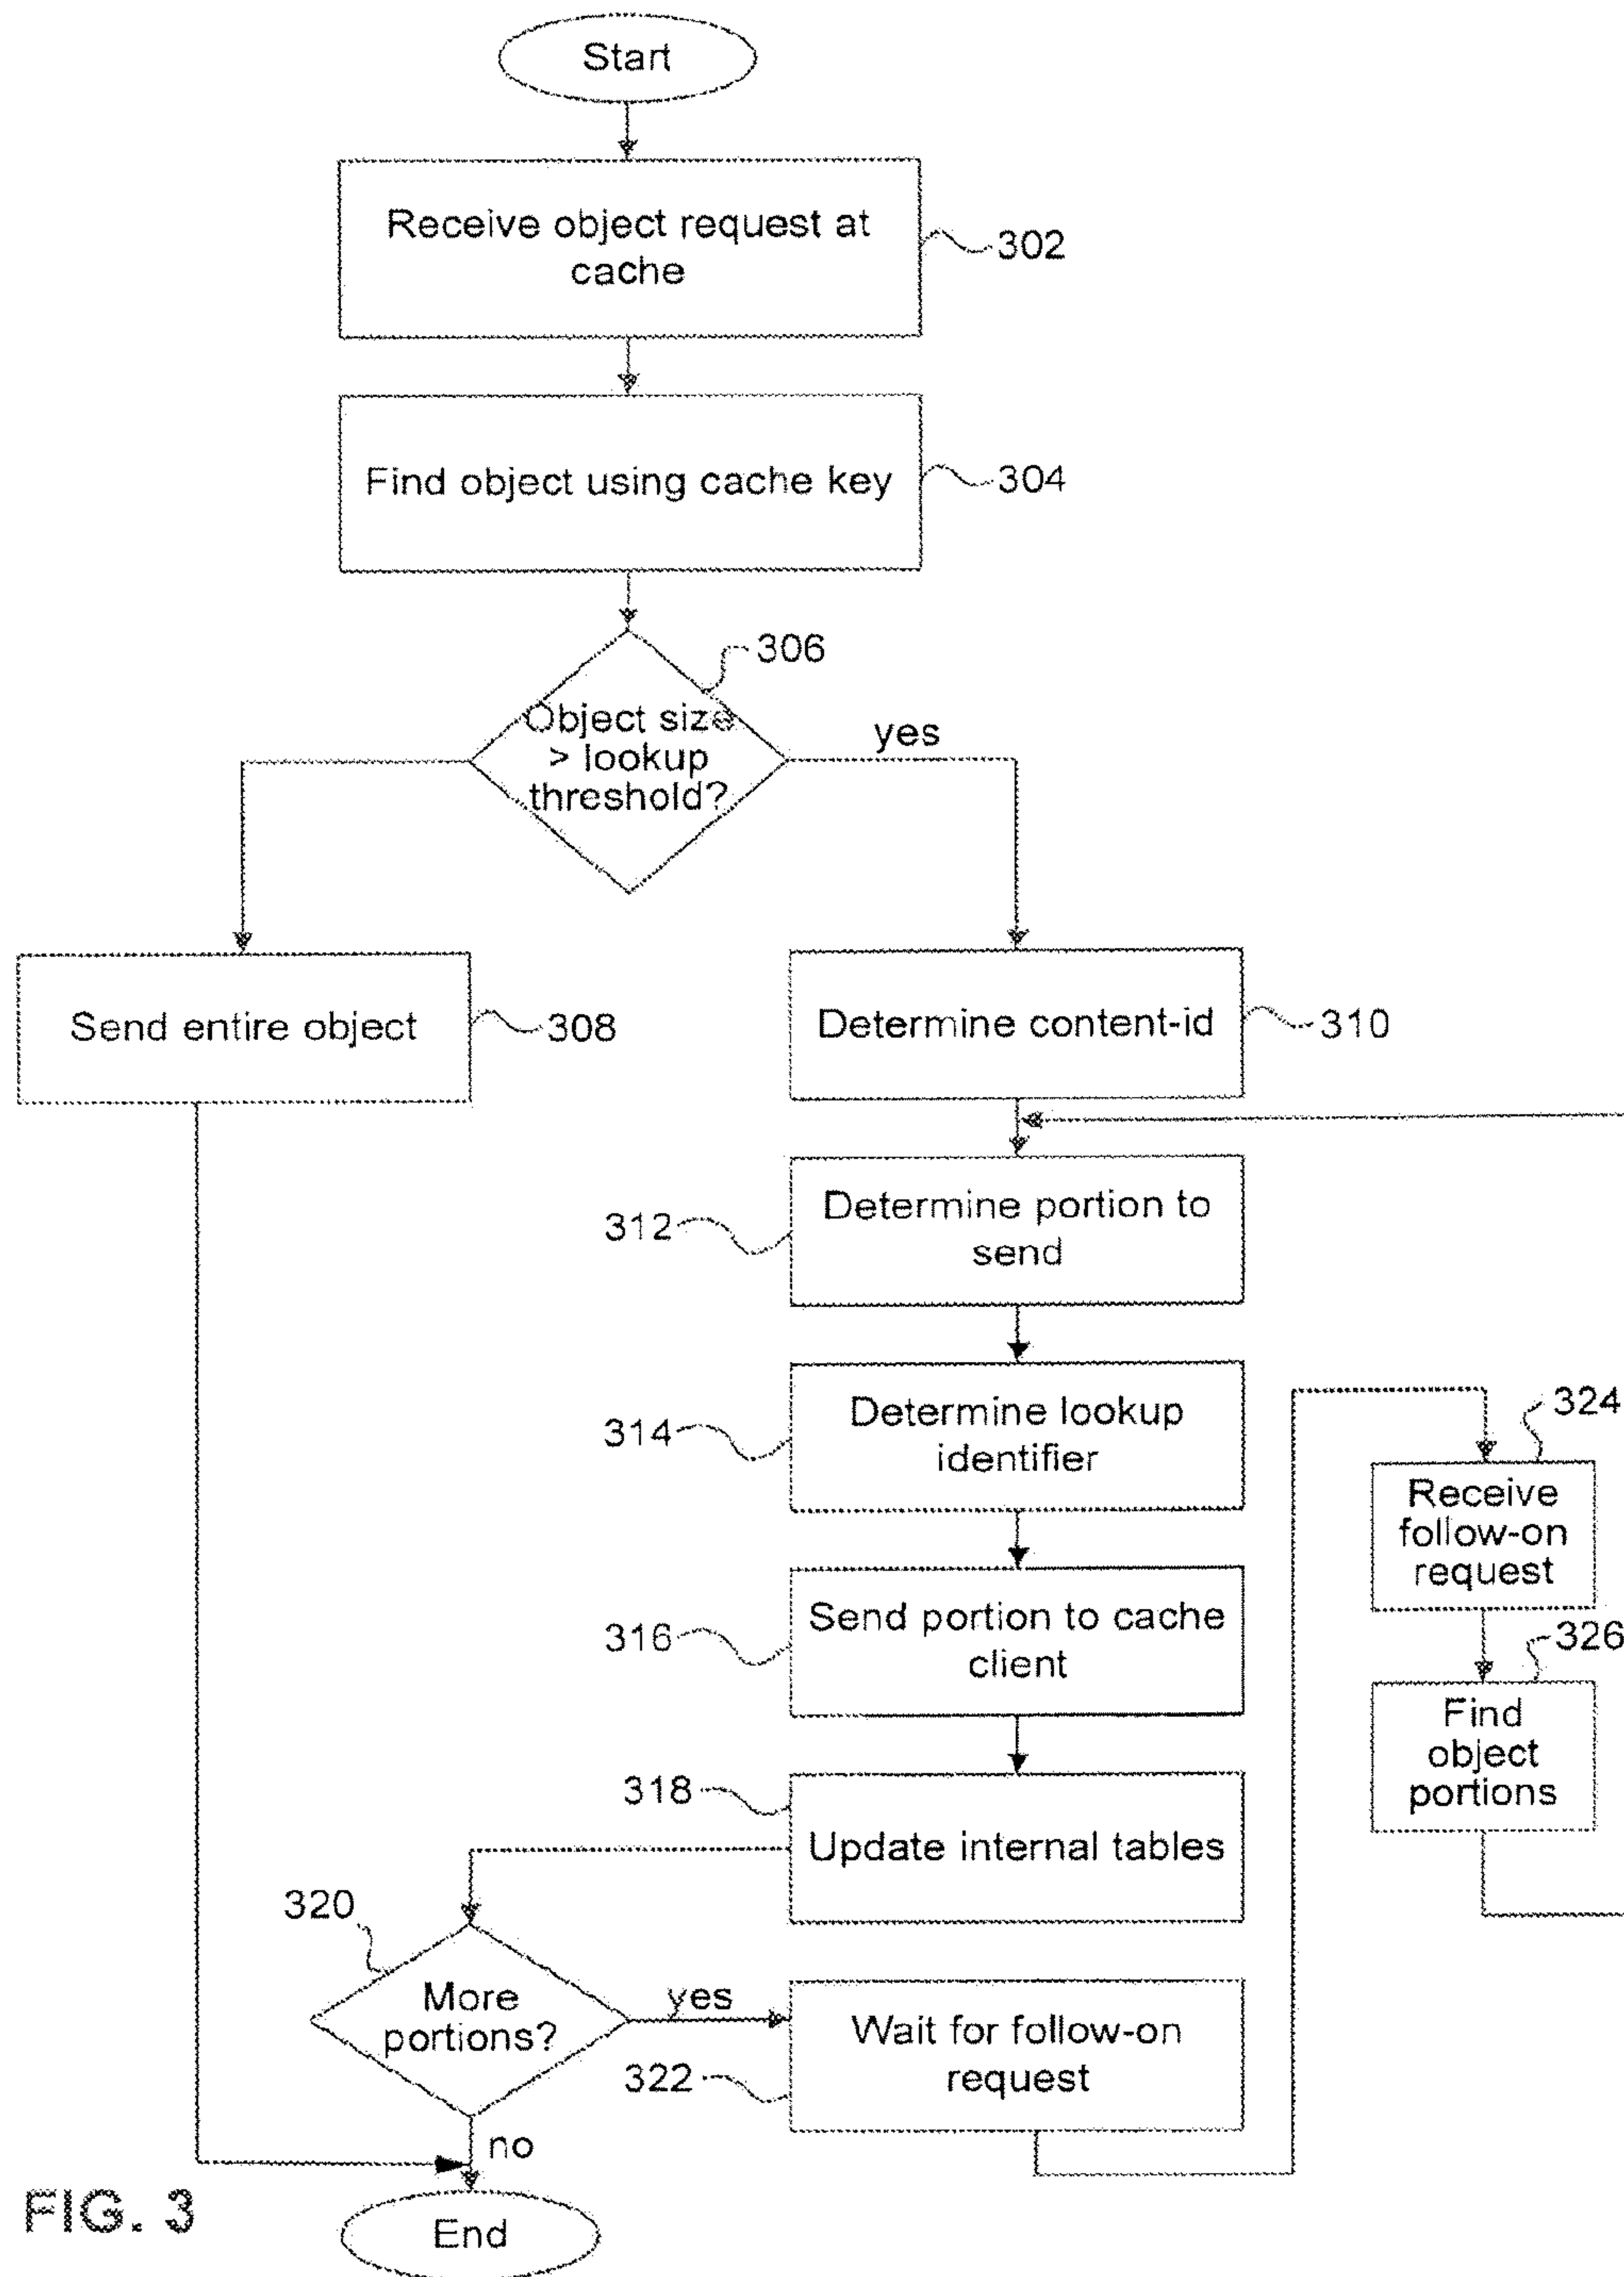 Start
Receive object request at
cache
302
Find object using cache key
304
306
Object size
> lookup
threshold?
yes
Send entire object
308
Determine content-id
310
312
Determine portion to
send
314
Determine lookup
identifier
324
Receive
follow-on
request
316
Send portion to cache
client
326
Find
object
portions
318
Update internal tables
320
More
portions?
yes
Wait for follow-on
request
322
no
End
FIG. 3